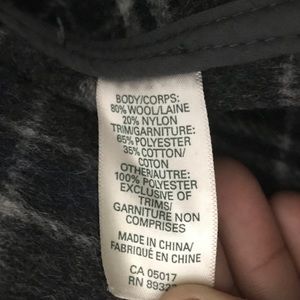 BODY/CORPS:
80% WOOL/LAINE
20% NYLON
TRIM/GARNITURE:
65% POLYESTER
35% COTTON/
COTON
OTHER/AUTRE:
100% POLYESTER
EXCLUSIVE OF
TRIMS/
GARNITURE NON
COMPRISES
MADE IN CHINA/
FABRIQUÉ EN CHINE
CA 05017
RN